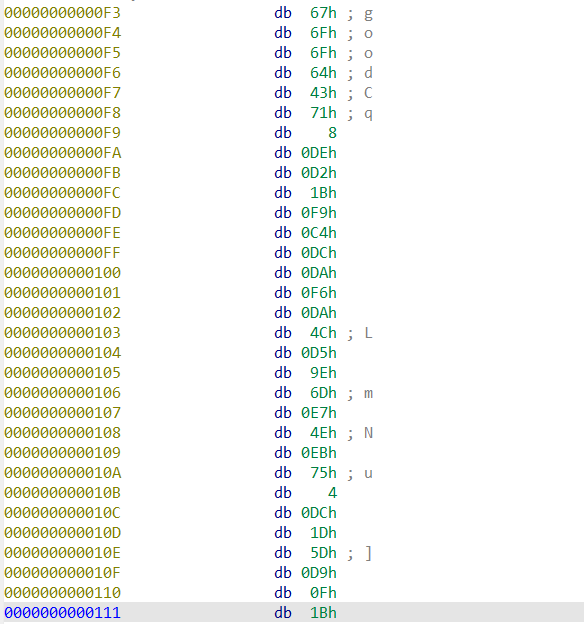 00000000000F3 db 67h ; g
00000000000F4 db 6Fh ; o
00000000000F5 db 6Fh ; o
00000000000F6 db 64h ; d
00000000000F7 db 43h ; C
00000000000F8 db 71h ; q
00000000000F9 db 8
00000000000FA db 0DEh
00000000000FB db 0D2h
00000000000FC db 1Bh
00000000000FD db 0F9h
00000000000FE db 0C4h
00000000000FF db 0DCh
0000000000100 db 0DAh
0000000000101 db 0F6h
0000000000102 db 0DAh
0000000000103 db 4Ch ; L
0000000000104 db 0D5h
0000000000105 db 9Eh
0000000000106 db 6Dh ; m
0000000000107 db 0E7h
0000000000108 db 4Eh ; N
0000000000109 db 0EBh
000000000010A db 75h ; u
000000000010B db 4
000000000010C db 0DCh
000000000010D db 1Dh
000000000010E db 5Dh ; ]
000000000010F db 0D9h
0000000000110 db 0Fh
0000000000111 db 1Bh